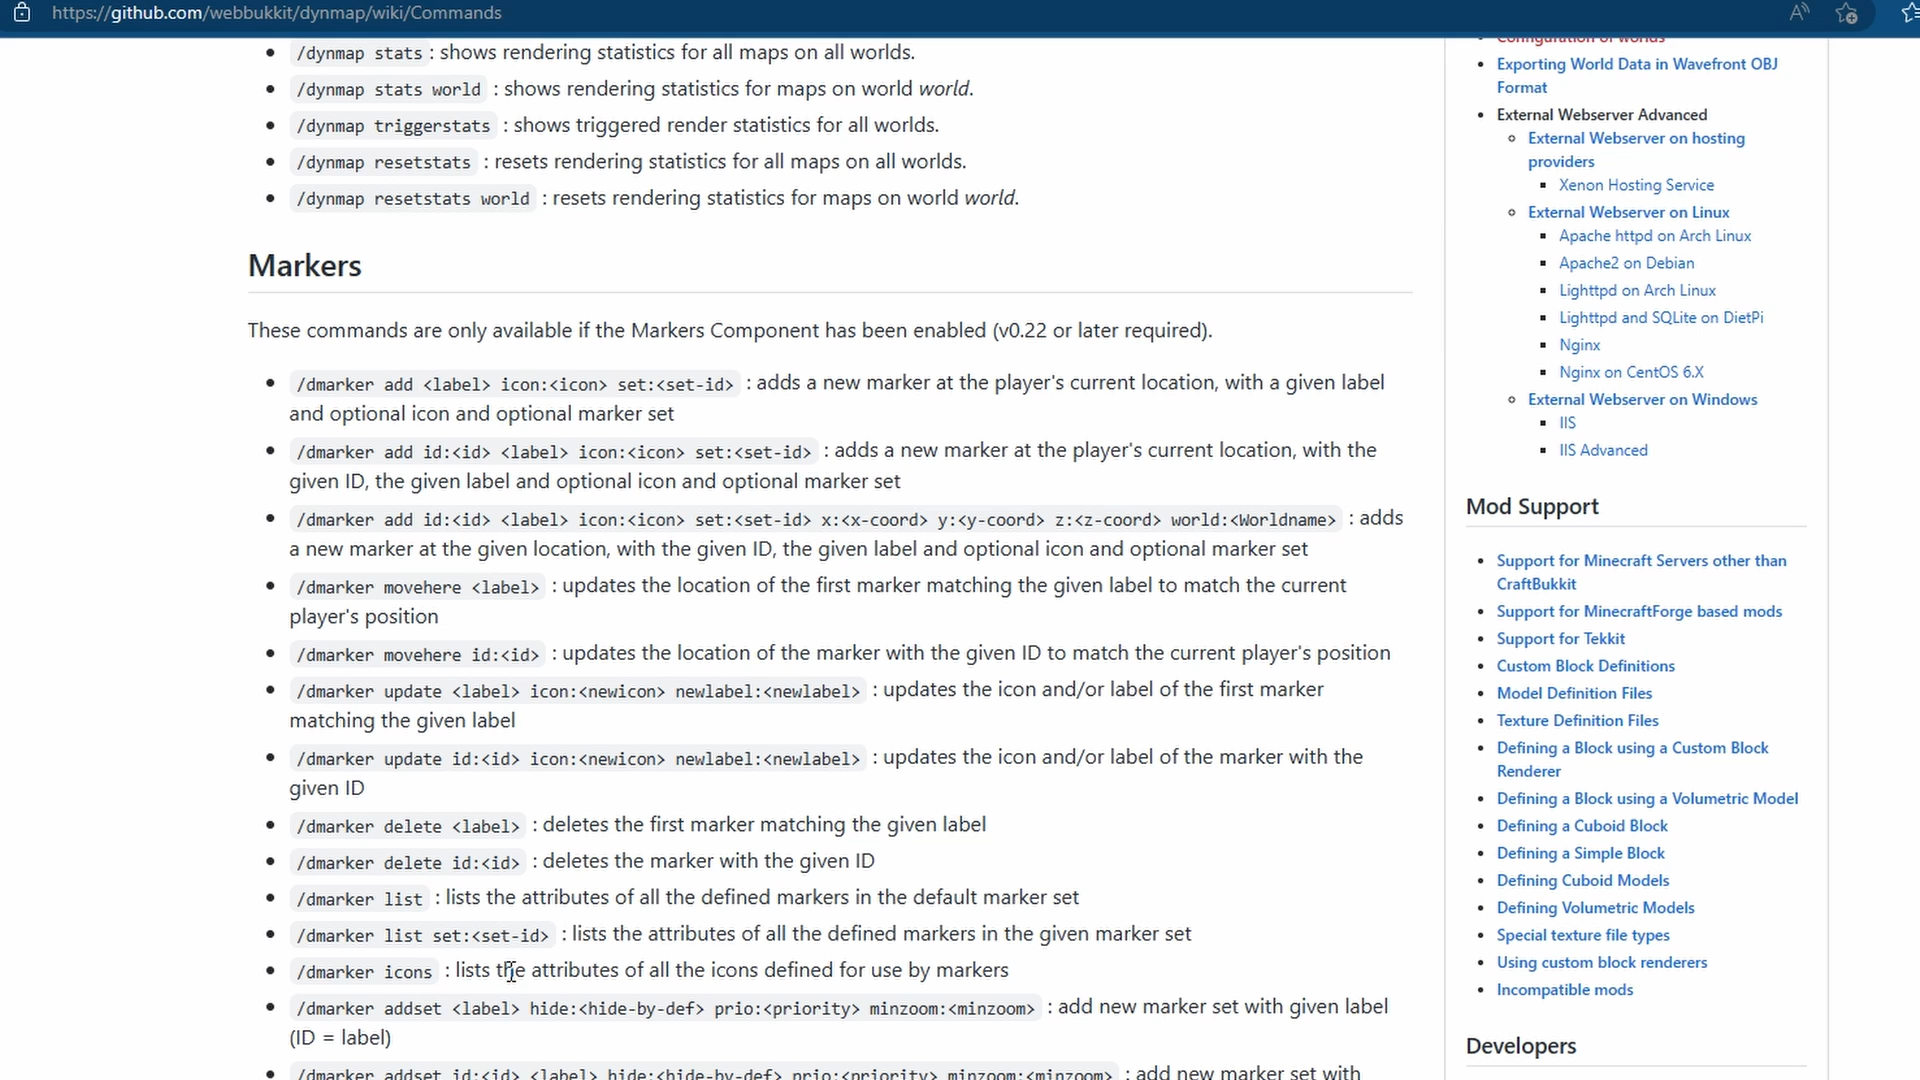 https://github.com/webbukkit/dynmap/wiki/Commands
/dynmap stats : shows rendering statistics for all maps on all worlds.
/dynmap stats world : shows rendering statistics for maps on world world.
/dynmap triggerstats : shows triggered render statistics for all worlds.
/dynmap resetstats : resets rendering statistics for all maps on all worlds.
/dynmap resetstats world : resets rendering statistics for maps on world world.
Markers
These commands are only available if the Markers Component has been enabled (v0.22 or later required).
/dmarker add <label> icon:<icon> set:<set-id> : adds a new marker at the player's current location, with a given label
and optional icon and optional marker set
/dmarker add id:<id> <label> icon:<icon> set:<set-id> : adds a new marker at the player's current location, with the
given ID, the given label and optional icon and optional marker set
/dmarker add id:<id> <label> icon:<icon> set:<set-id> x:<x-coord> y:<y-coord> z:<z-coord> world:<Worldname> : adds
a new marker at the given location, with the given ID, the given label and optional icon and optional marker set
/dmarker movehere <label> : updates the location of the first marker matching the given label to match the current
player's position
/dmarker movehere id:<id> : updates the location of the marker with the given ID to match the current player's position
/dmarker update <label> icon:<newicon> newlabel:<newlabel> : updates the icon and/or label of the first marker
matching the given label
/dmarker update id:<id> icon:<newicon> newlabel:<newlabel> : updates the icon and/or label of the marker with the
given ID
/dmarker delete <label> : deletes the first marker matching the given label
/dmarker delete id:<id> : deletes the marker with the given ID
/dmarker list : lists the attributes of all the defined markers in the default marker set
/dmarker list set:<set-id> : lists the attributes of all the defined markers in the given marker set
/dmarker icons : lists the attributes of all the icons defined for use by markers
/dmarker addset <label> hide:<hide-by-def> prio:<priority> minzoom:<minzoom> : add new marker set with given label
(ID = label)
/dmarker addset id:<id> <label> hide:<hide-by-def> prio:<priority> minzoom:<minzoom> : add new marker set with
Configuration of worlds
Exporting World Data in Wavefront OBJ
Format
External Webserver Advanced
External Webserver on hosting
providers
Xenon Hosting Service
External Webserver on Linux
Apache httpd on Arch Linux
Apache2 on Debian
Lighttpd on Arch Linux
Lighttpd and SQLite on DietPi
Nginx
Nginx on CentOS 6.X
External Webserver on Windows
IIS
IIS Advanced
Mod Support
Support for Minecraft Servers other than
CraftBukkit
Support for MinecraftForge based mods
Support for Tekkit
Custom Block Definitions
Model Definition Files
Texture Definition Files
Defining a Block using a Custom Block
Renderer
Defining a Block using a Volumetric Model
Defining a Cuboid Block
Defining a Simple Block
Defining Cuboid Models
Defining Volumetric Models
Special texture file types
Using custom block renderers
Incompatible mods
Developers